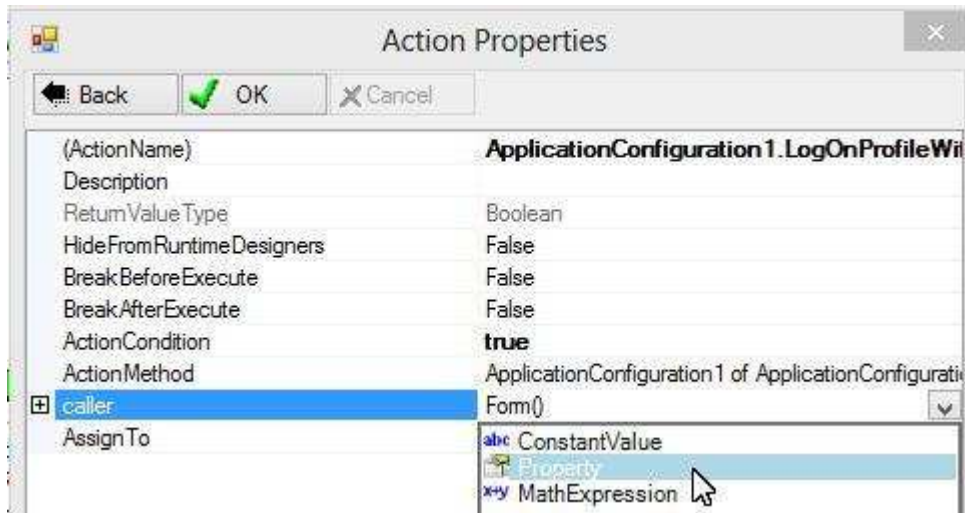 Action Properties
Back OK Cancel
(ActionName) ApplicationConfiguration1.LogOnProfileWit
Description
ReturnValueType Boolean
HideFromRuntimeDesigners False
BreakBeforeExecute False
BreakAfterExecute False
ActionCondition true
ActionMethod ApplicationConfiguration1 of ApplicationConfiguratio
caller Form()
AssignTo abc ConstantValue
Property
x+y MathExpression